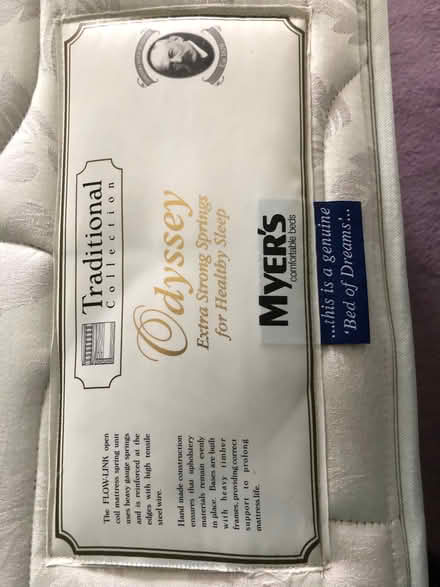 Traditional
Collection
Odyssey
Extra Strong Springs
for Healthy Sleep
MYER'S
comfortable beds
...this is a genuine
'Bed of Dreams'...
The FLOW-LINK open
coil mattress spring unit
uses heavy gauge springs
and is reinforced at the
edges with high tensile
steel wire.
Hand made construction
ensures that upholstery
materials remain evenly
in place. Bases are built
with heavy timber
frames, providing correct
support to prolong
mattress life.